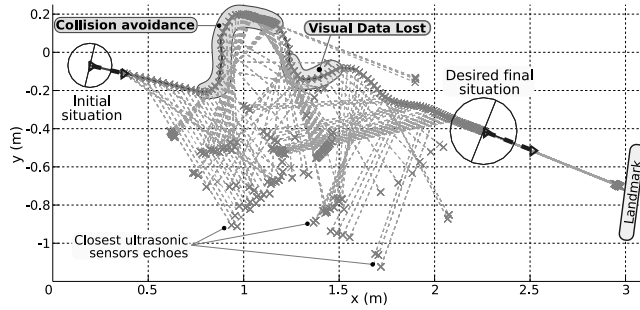 0.2
0
-0.2
-0.4
-0.6
-0.8
-1
y (m)
Collision avoidance
Visual Data Lost
Initial
situation
Desired final
situation
Landmark
Closest ultrasonic
sensors echoes
0
0.5
1
1.5
2
2.5
3
x (m)